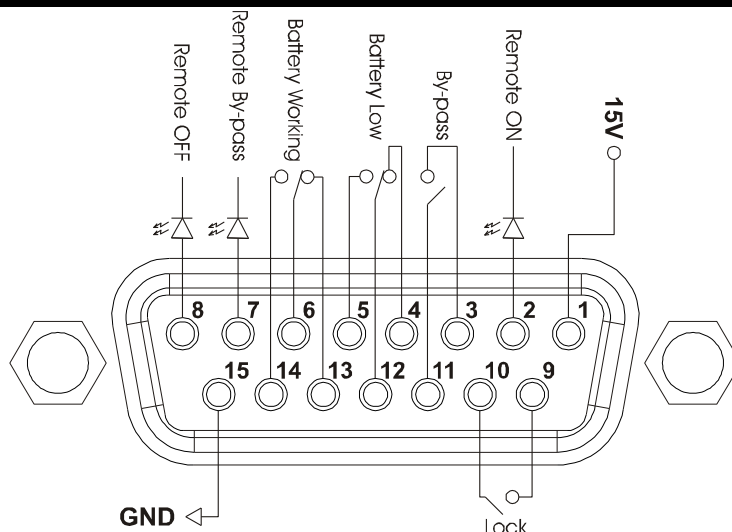 Remote OFF
Remote By-pass
Battery Working
Battery Low
By-pass
Remote ON
15V
8 7 6 5 4 3 2 1
15 14 13 12 11 10 9
GND
Lock